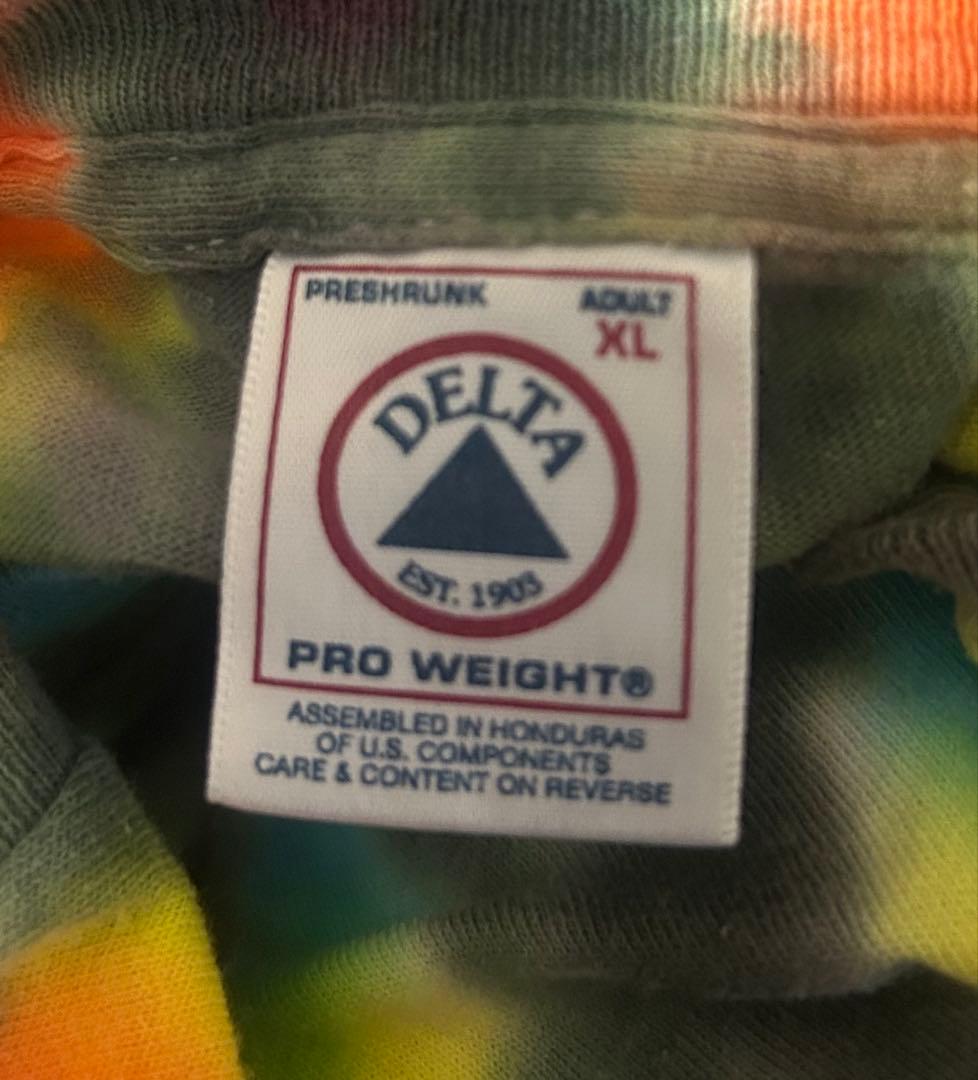 PRESHRUNK
ADULT
XL
DELTA
EST. 1903
PRO WEIGHT®
ASSEMBLED IN HONDURAS
OF U.S. COMPONENTS
CARE & CONTENT ON REVERSE